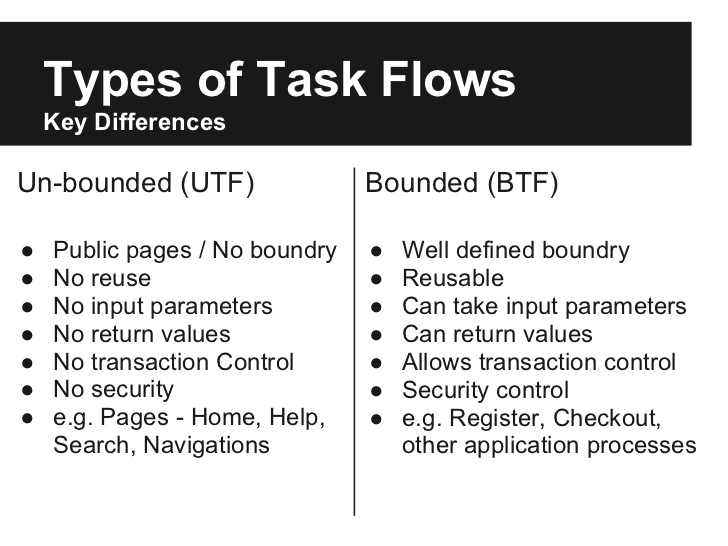 Types of Task Flows
Key Differences
Un-bounded (UTF)
● Public pages / No boundry
● No reuse
● No input parameters
● No return values
● No transaction Control
● No security
● e.g. Pages - Home, Help,
Search, Navigations
Bounded (BTF)
● Well defined boundry
● Reusable
● Can take input parameters
● Can return values
● Allows transaction control
● Security control
● e.g. Register, Checkout,
other application processes